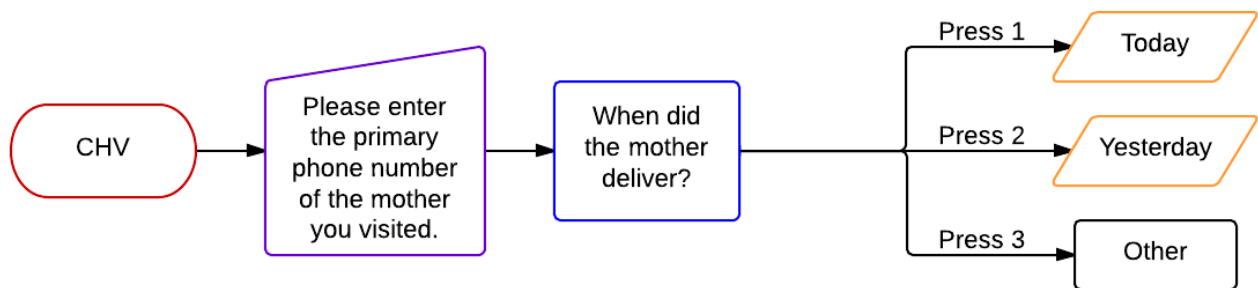 CHV
Please enter
the primary
phone number
of the mother
you visited.
When did
the mother
deliver?
Press 1
Today
Press 2
Yesterday
Press 3
Other